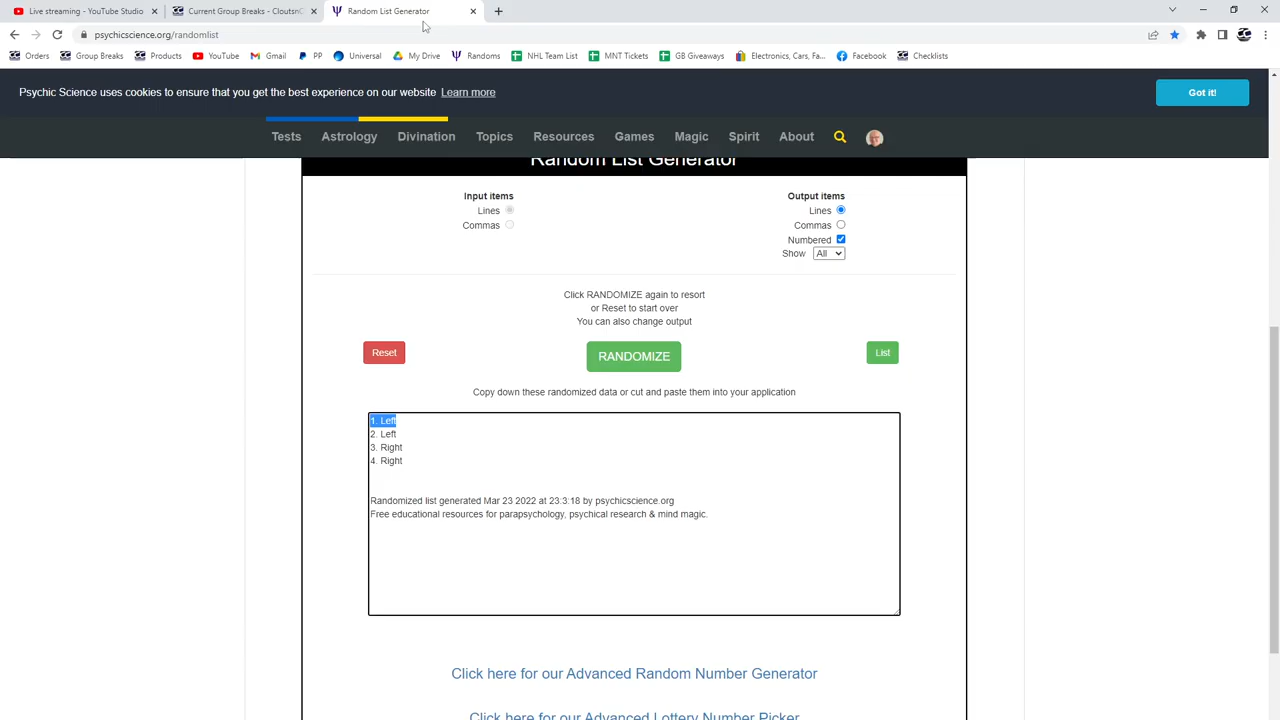 Live streaming - YouTube Studio
Current Group Breaks - CloutsnC
Random List Generator
psychicscience.org/randomlist
Orders Group Breaks Products YouTube Gmail PP Universal My Drive Randoms NHL Team List MNT Tickets GB Giveaways Electronics, Cars, Fa... Facebook Checklists
Psychic Science uses cookies to ensure that you get the best experience on our website Learn more
Got it!
Tests Astrology Divination Topics Resources Games Magic Spirit About
Random List Generator
Input items
Lines
Commas
Output items
Lines
Commas
Numbered
Show All
Click RANDOMIZE again to resort
or Reset to start over
You can also change output
Reset
RANDOMIZE
List
Copy down these randomized data or cut and paste them into your application
1. Left
2. Left
3. Right
4. Right
Randomized list generated Mar 23 2022 at 23:3:18 by psychicscience.org
Free educational resources for parapsychology, psychical research & mind magic.
Click here for our Advanced Random Number Generator
Click here for our Advanced Lottery Number Picker